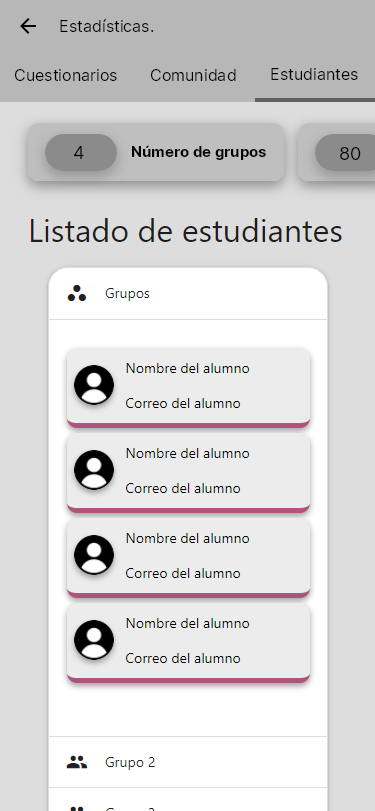 Estadísticas.
Cuestionarios Comunidad Estudiantes
4 Número de grupos 80
Listado de estudiantes
Grupos
Nombre del alumno
Correo del alumno
Nombre del alumno
Correo del alumno
Nombre del alumno
Correo del alumno
Nombre del alumno
Correo del alumno
Grupo 2